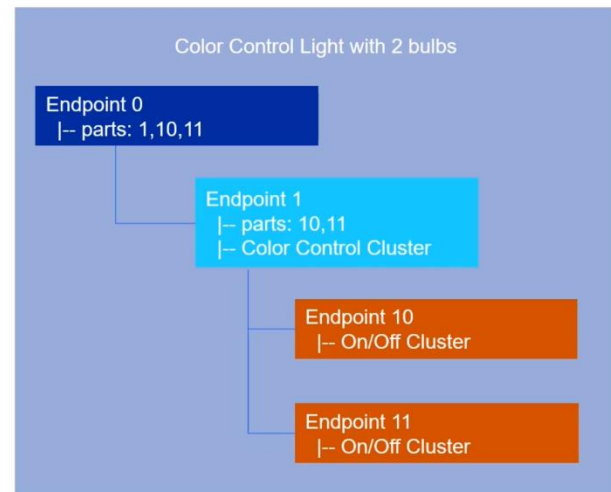 Color Control Light with 2 bulbs
Endpoint 0
|-- parts: 1,10,11
Endpoint 1
|-- parts: 10,11
|-- Color Control Cluster
Endpoint 10
|-- On/Off Cluster
Endpoint 11
|-- On/Off Cluster